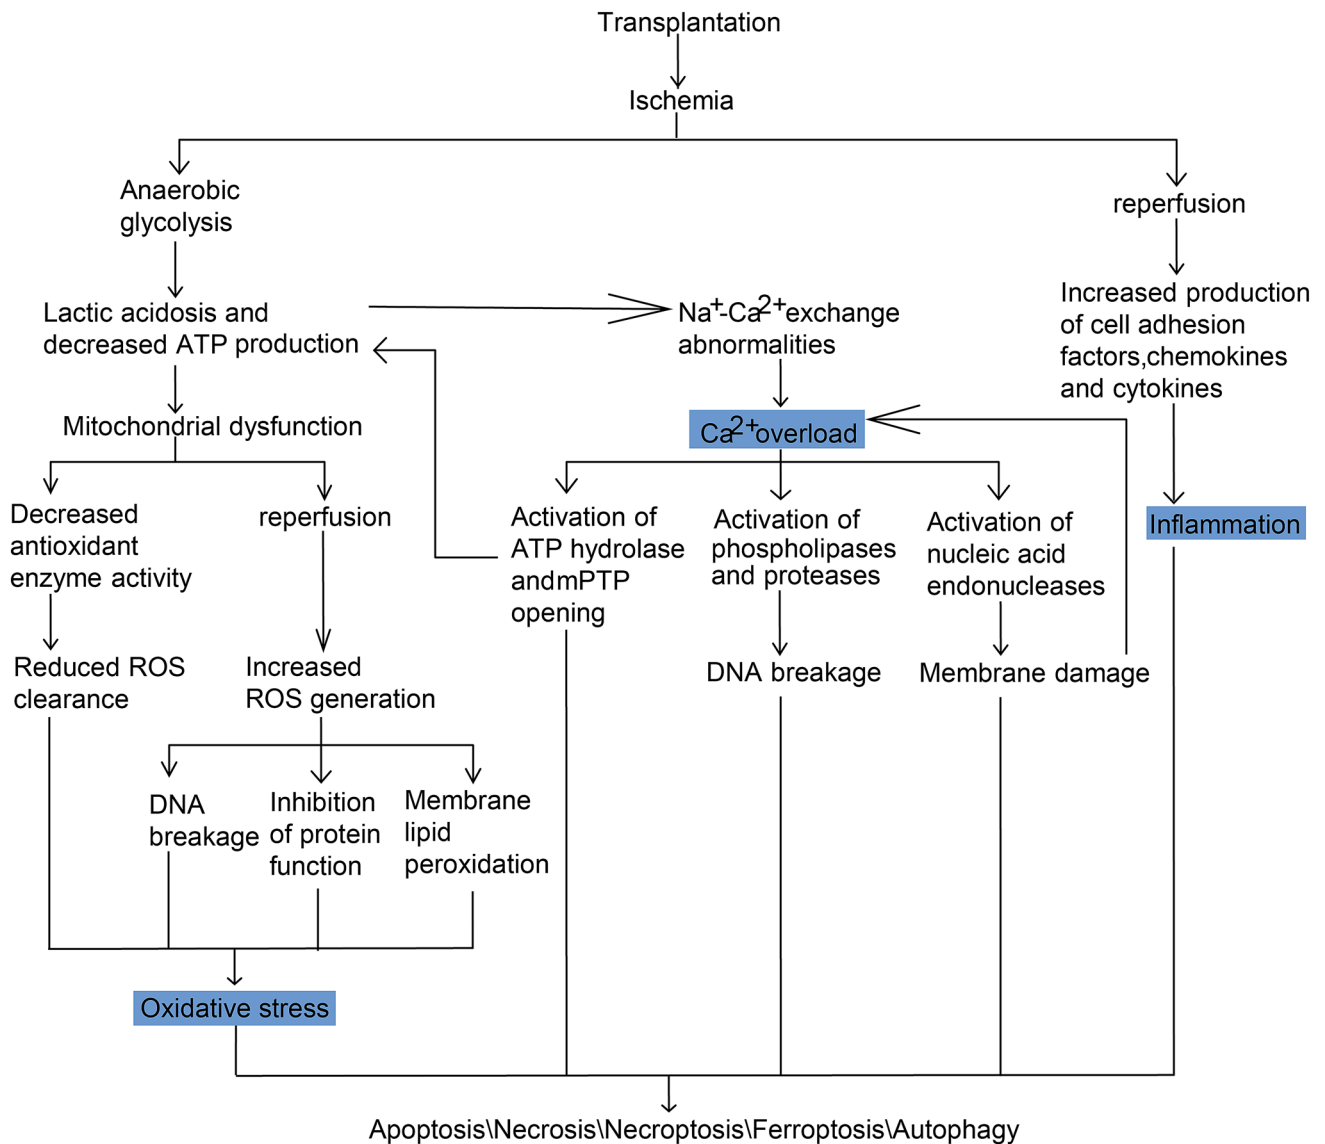 Transplantation
Ischemia
Anaerobic
glycolysis
reperfusion
Lactic acidosis and
decreased ATP production
Na+-Ca2+exchange
abnormalities
Increased production
of cell adhesion
factors,chemokines
and cytokines
Mitochondrial dysfunction
Ca2+overload
Decreased
antioxidant
enzyme activity
reperfusion
Activation of
ATP hydrolase
andmPTP
opening
Activation of
phospholipases
and proteases
Activation of
nucleic acid
endonucleases
Inflammation
Reduced ROS
clearance
Increased
ROS generation
DNA breakage
Membrane damage
DNA
breakage
Inhibition
of protein
function
Membrane
lipid
peroxidation
Oxidative stress
Apoptosis\Necrosis\Necroptosis\Ferroptosis\Autophagy